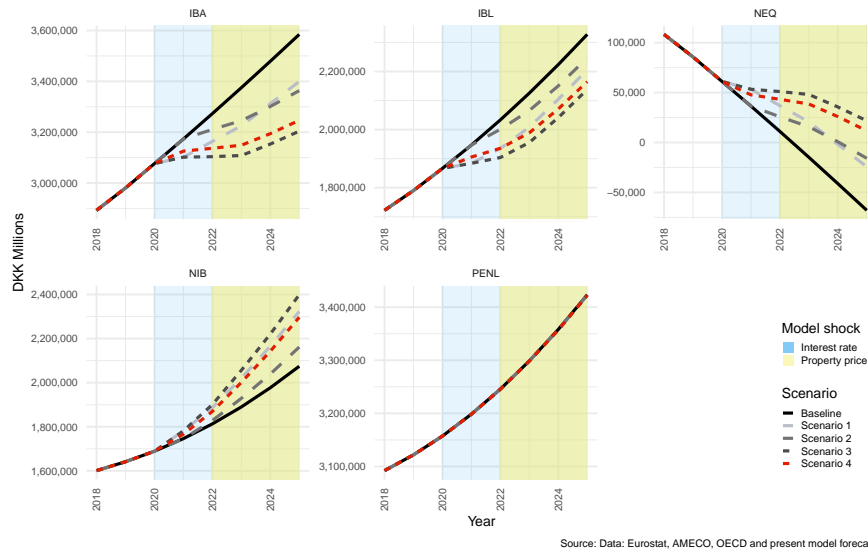 IBA
IBL
NEQ
3,600,000
3,400,000
3,200,000
3,000,000
2018
2020
2022
2024
2,200,000
2,000,000
1,800,000
2018
2020
2022
2024
100,000
50,000
0
−50,000
2018
2020
2022
2024
DKK Millions
NIB
PENL
2,400,000
2,200,000
2,000,000
1,800,000
1,600,000
2018
2020
2022
2024
3,400,000
3,300,000
3,200,000
3,100,000
2018
2020
2022
2024
Model shock
Interest rate
Property price
Scenario
Baseline
Scenario 1
Scenario 2
Scenario 3
Scenario 4
Year
Source: Data: Eurostat, AMECO, OECD and present model foreca